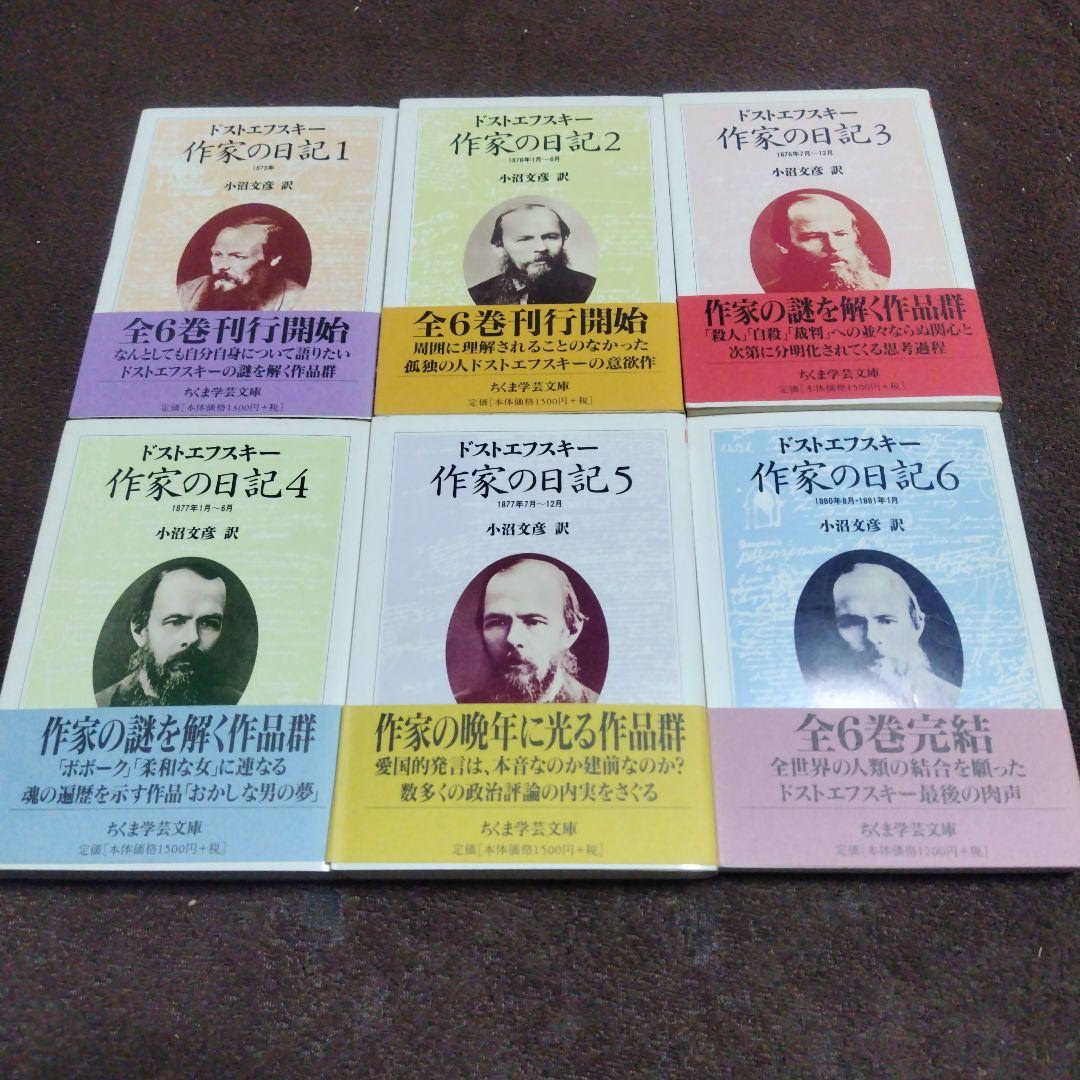 ドストエフスキー
作家の日記1
1873年
小沼文彦 訳
全6巻刊行開始
なんとしても自分自身について語りたい
ドストエフスキーの謎を解く作品群
ちくま学芸文庫
定価[本体価格1300円+税]
ドストエフスキー
作家の日記2
1876年1月〜6月
小沼文彦 訳
全6巻刊行開始
周囲に理解されることのなかった
孤独の人ドストエフスキーの意欲作
ちくま学芸文庫
定価[本体価格1500円+税]
ドストエフスキー
作家の日記3
1876年7月〜12月
小沼文彦 訳
作家の謎を解く作品群
「殺人」「自殺」「裁判」への並々ならぬ関心と
次第に分明化されてくる思考過程
ちくま学芸文庫
定価[本体価格1500円+税]
ドストエフスキー
作家の日記4
1877年1月〜6月
小沼文彦 訳
作家の謎を解く作品群
「ボボーク」「柔和な女」に連なる
魂の遍歴を示す作品「おかしな男の夢」
ちくま学芸文庫
定価[本体価格1500円+税]
ドストエフスキー
作家の日記5
1877年7月〜12月
小沼文彦 訳
作家の晩年に光る作品群
愛国的発言は、本音なのか建前なのか?
数多くの政治評論の内実をさぐる
ちくま学芸文庫
定価[本体価格1500円+税]
ドストエフスキー
作家の日記6
1880年8月・1881年1月
小沼文彦 訳
全6巻完結
全世界の人類の結合を願った
ドストエフスキー最後の肉声
ちくま学芸文庫
定価[本体価格1200円+税]